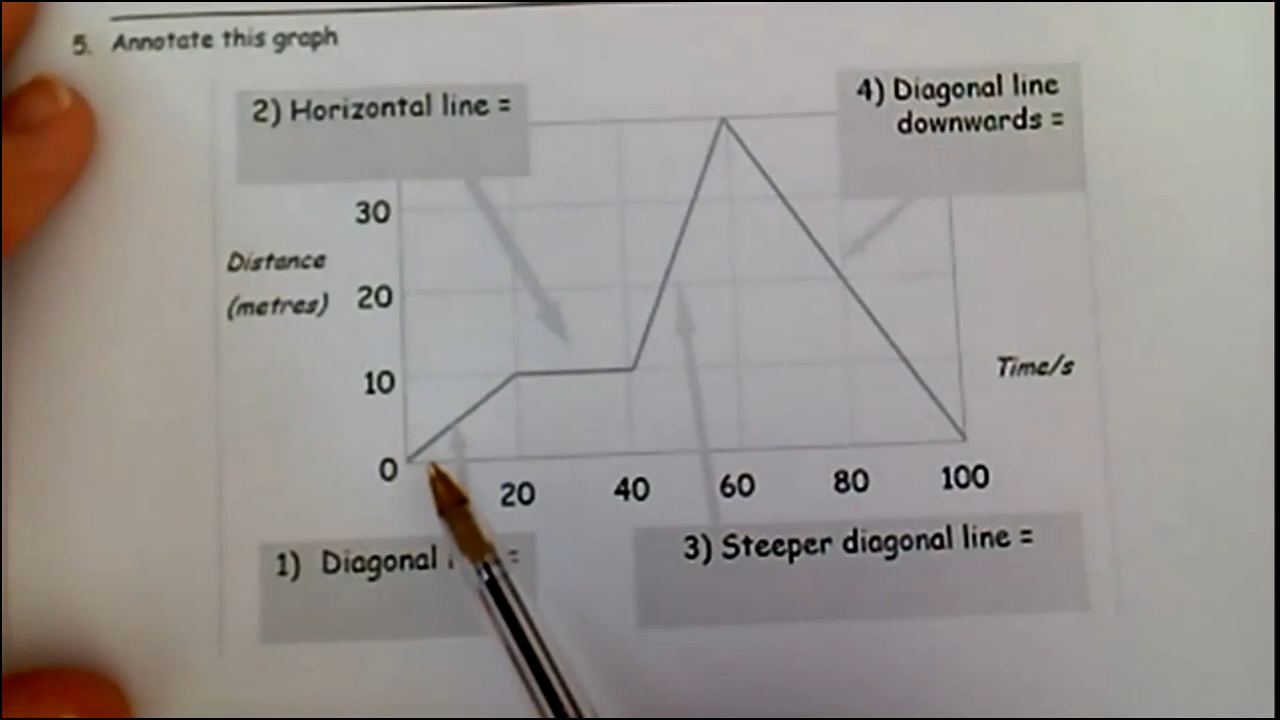 5. Annotate this graph
2) Horizontal line =
4) Diagonal line
downwards =
30
Distance
(metres)
20
10
0
Time/s
20 40 60 80 100
1) Diagonal =
3) Steeper diagonal line =